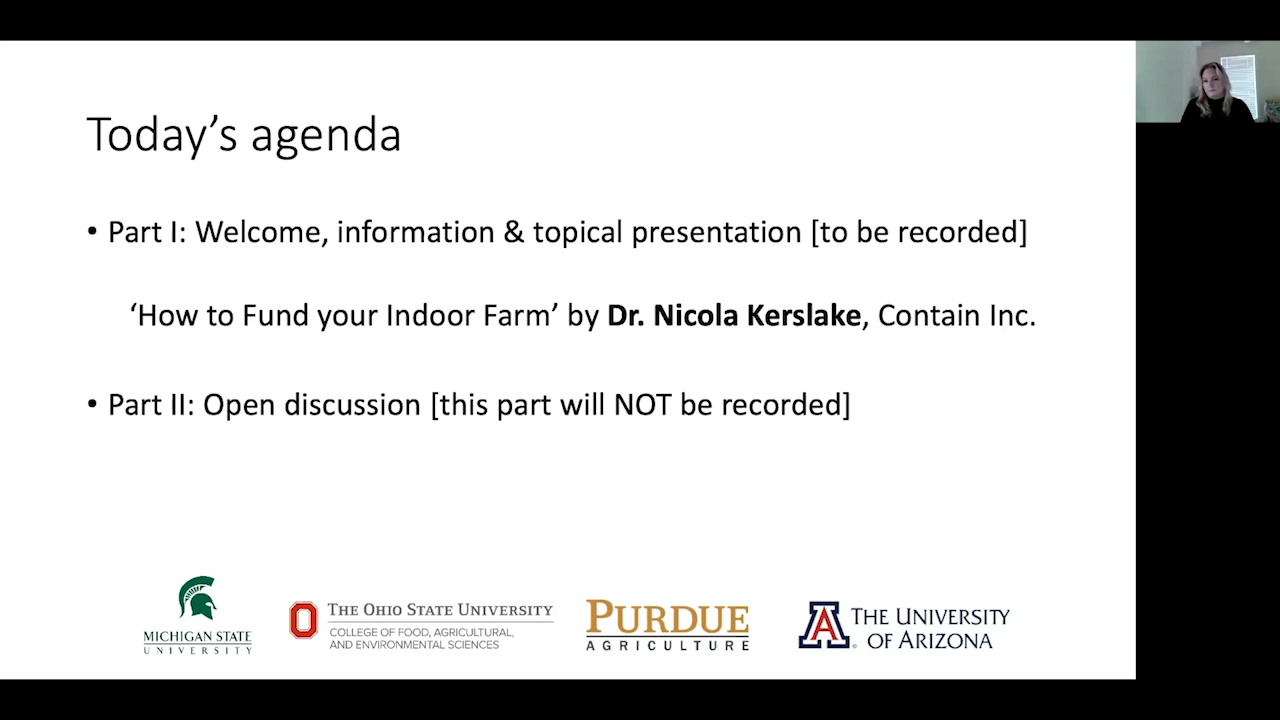 Today’s agenda
• Part I: Welcome, information & topical presentation [to be recorded]
‘How to Fund your Indoor Farm’ by Dr. Nicola Kerslake, Contain Inc.
• Part II: Open discussion [this part will NOT be recorded]
MICHIGAN STATE
UNIVERSITY
THE OHIO STATE UNIVERSITY
COLLEGE OF FOOD, AGRICULTURAL,
AND ENVIRONMENTAL SCIENCES
PURDUE
AGRICULTURE
A
THE UNIVERSITY
OF ARIZONA